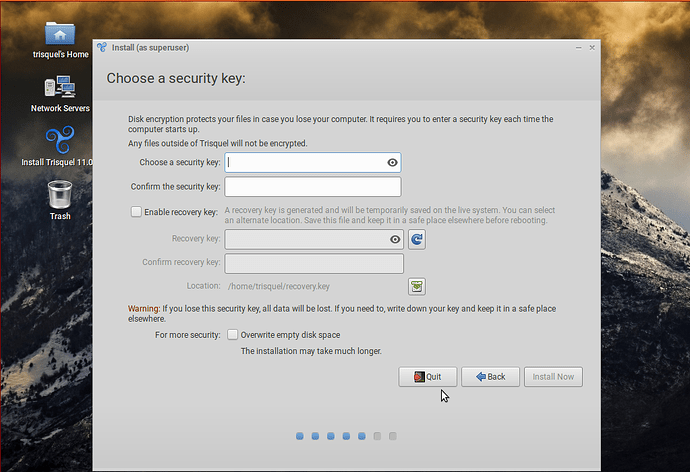 trisquel's Home
Network Servers
Install Trisquel 11.0
Trash
Install (as superuser)
Choose a security key:
Disk encryption protects your files in case you lose your computer. It requires you to enter a security key each time the
computer starts up.
Any files outside of Trisquel will not be encrypted.
Choose a security key:
Confirm the security key:
Enable recovery key: A recovery key is generated and will be temporarily saved on the live system. You can select
an alternate location. Save this file and keep it in a safe place elsewhere before rebooting.
Recovery key:
Confirm recovery key:
Location: /home/trisquel/recovery.key
Warning: If you lose this security key, all data will be lost. If you need to, write down your key and keep it in a safe place
elsewhere.
For more security: Overwrite empty disk space
The installation may take much longer.
Quit Back Install Now